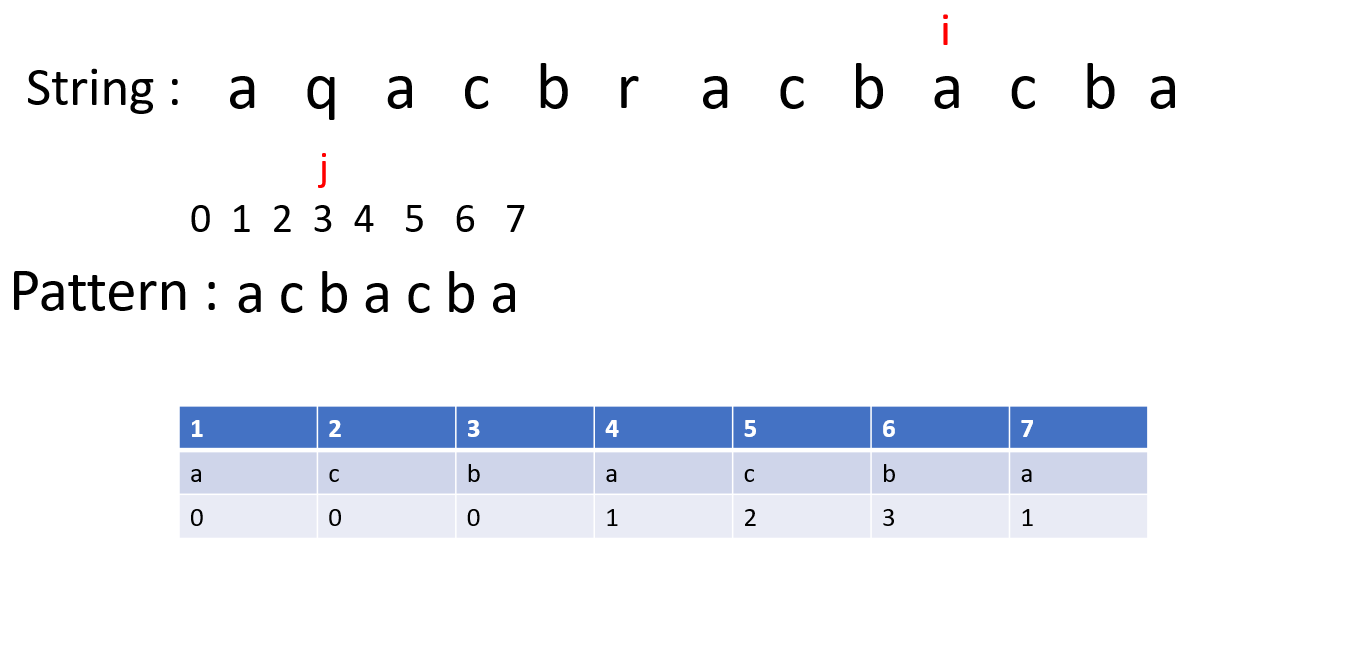 i
String : a q a c b r a c b a c b a
j
0 1 2 3 4 5 6 7
Pattern : a c b a c b a
1 2 3 4 5 6 7
a c b a c b a
0 0 0 1 2 3 1